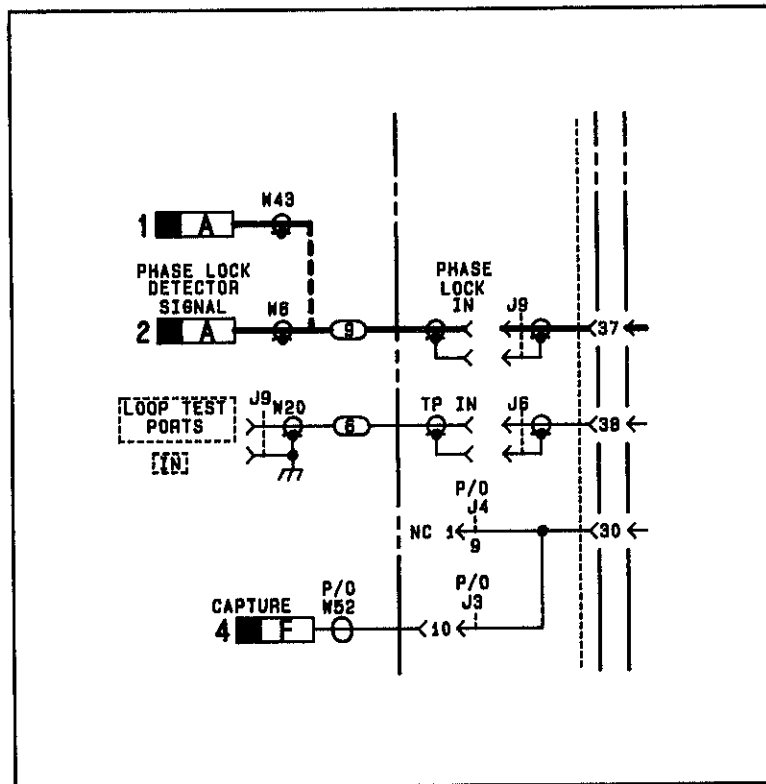 W43
1 A
PHASE LOCK
DETECTOR
SIGNAL
W6
2 A
9
PHASE
LOCK
IN
J9
37
LOOP TEST
PORTS
IN
J9
W20
6
TP IN
J6
38
P/O
J4
NC 1
9
30
CAPTURE
4 F
P/O
W52
10
P/O
J3